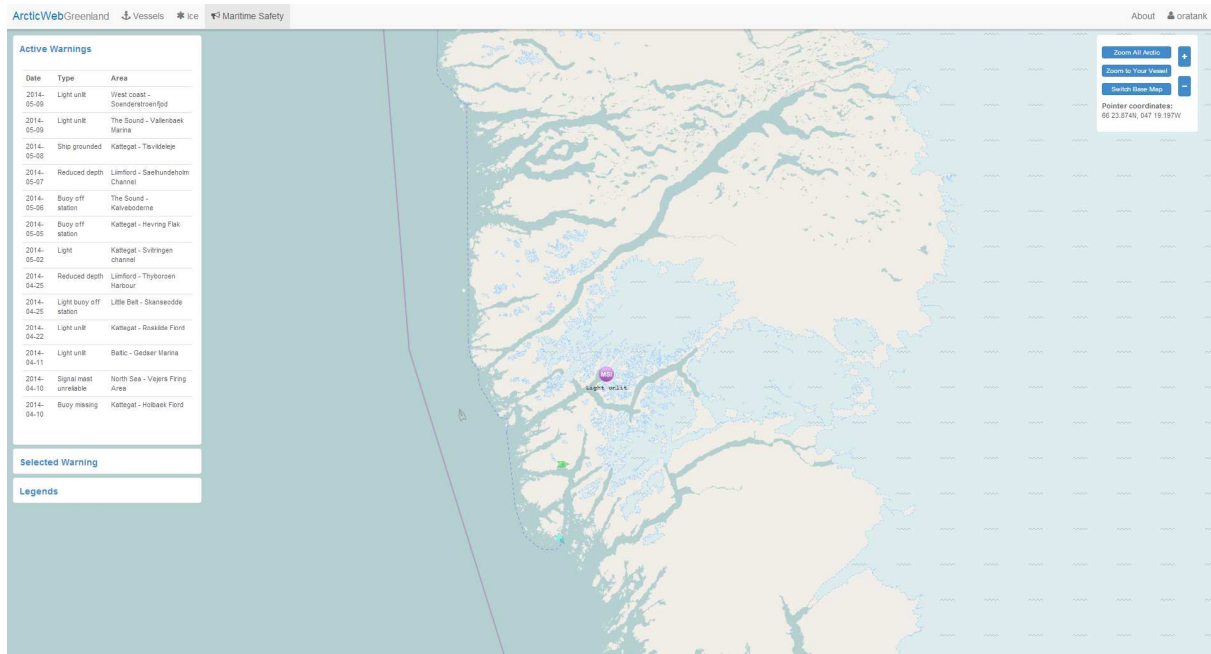 ArcticWebGreenland Vessels Ice Maritime Safety About oratank
Active Warnings
Date Type Area
2014-05-09 Light unlit West coast - Soenderstroenfjod
2014-05-09 Light unlit The Sound - Vallenbaek Marina
2014-05-08 Ship grounded Kattegat - Tisvildeleje
2014-05-07 Reduced depth Limfiord - Saelhundeholm Channel
2014-05-06 Buoy off station The Sound - Kalveboderne
2014-05-05 Buoy off station Kattegat - Hevring Flak
2014-05-02 Light Kattegat - Svitringen channel
2014-04-25 Reduced depth Limfiord - Thyboroen Harbour
2014-04-25 Light buoy off station Little Belt - Skanseodde
2014-04-22 Light unlit Kattegat - Roskilde Fiord
2014-04-11 Light unlit Baltic - Gedser Marina
2014-04-10 Signal mast unreliable North Sea - Vejers Firing Area
2014-04-10 Buoy missing Kattegat - Holbaek Fiord
Selected Warning
Legends
MSI
Light unlit
Zoom All Arctic
+
Zoom to Your Vessel
Switch Base Map
−
Pointer coordinates:
66 23.874N, 047 19.197W